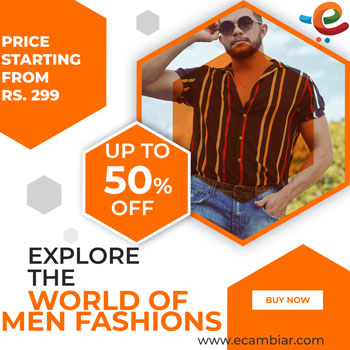 PRICE
STARTING
FROM
RS. 299
UP TO
50%
OFF
EXPLORE
THE
WORLD OF
MEN FASHIONS
BUY NOW
www.ecambiar.com